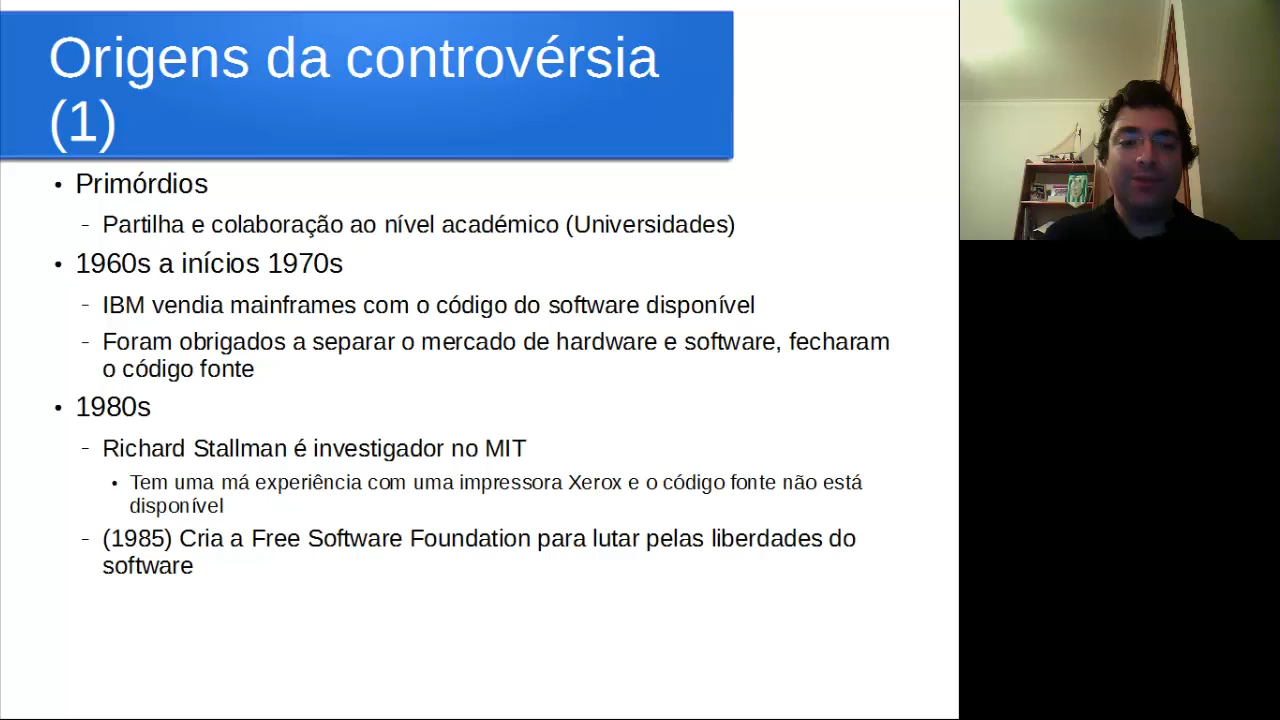 Origens da controvérsia
(1)
• Primórdios
– Partilha e colaboração ao nível académico (Universidades)
• 1960s a inícios 1970s
– IBM vendia mainframes com o código do software disponível
– Foram obrigados a separar o mercado de hardware e software, fecharam
o código fonte
• 1980s
– Richard Stallman é investigador no MIT
• Tem uma má experiência com uma impressora Xerox e o código fonte não está
disponível
– (1985) Cria a Free Software Foundation para lutar pelas liberdades do
software